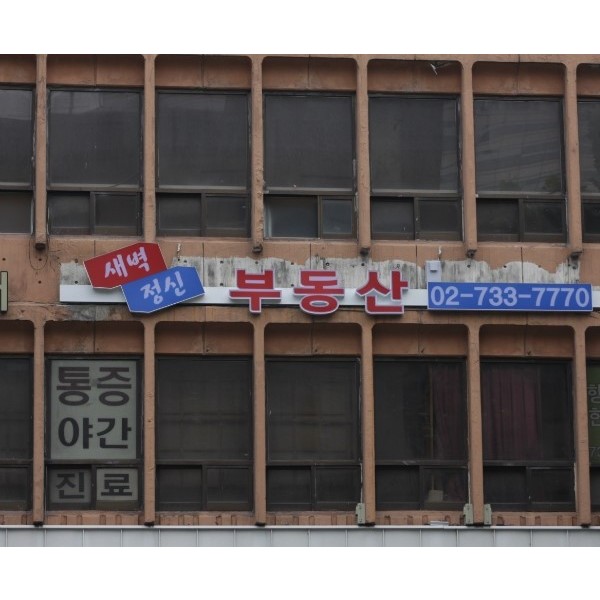 새벽
정신
부동산
02-733-7770
통증
야간
진료